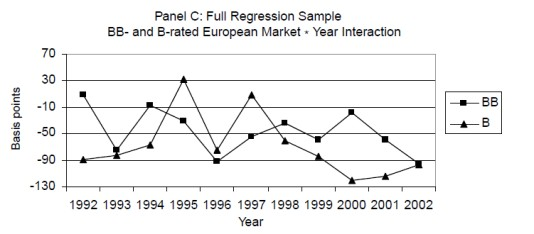 Panel C: Full Regression Sample
BB- and B-rated European Market * Year Interaction
70
30
-10
-50
-90
-130
Basis points
1992 1993 1994 1995 1996 1997 1998 1999 2000 2001 2002
Year
BB
B